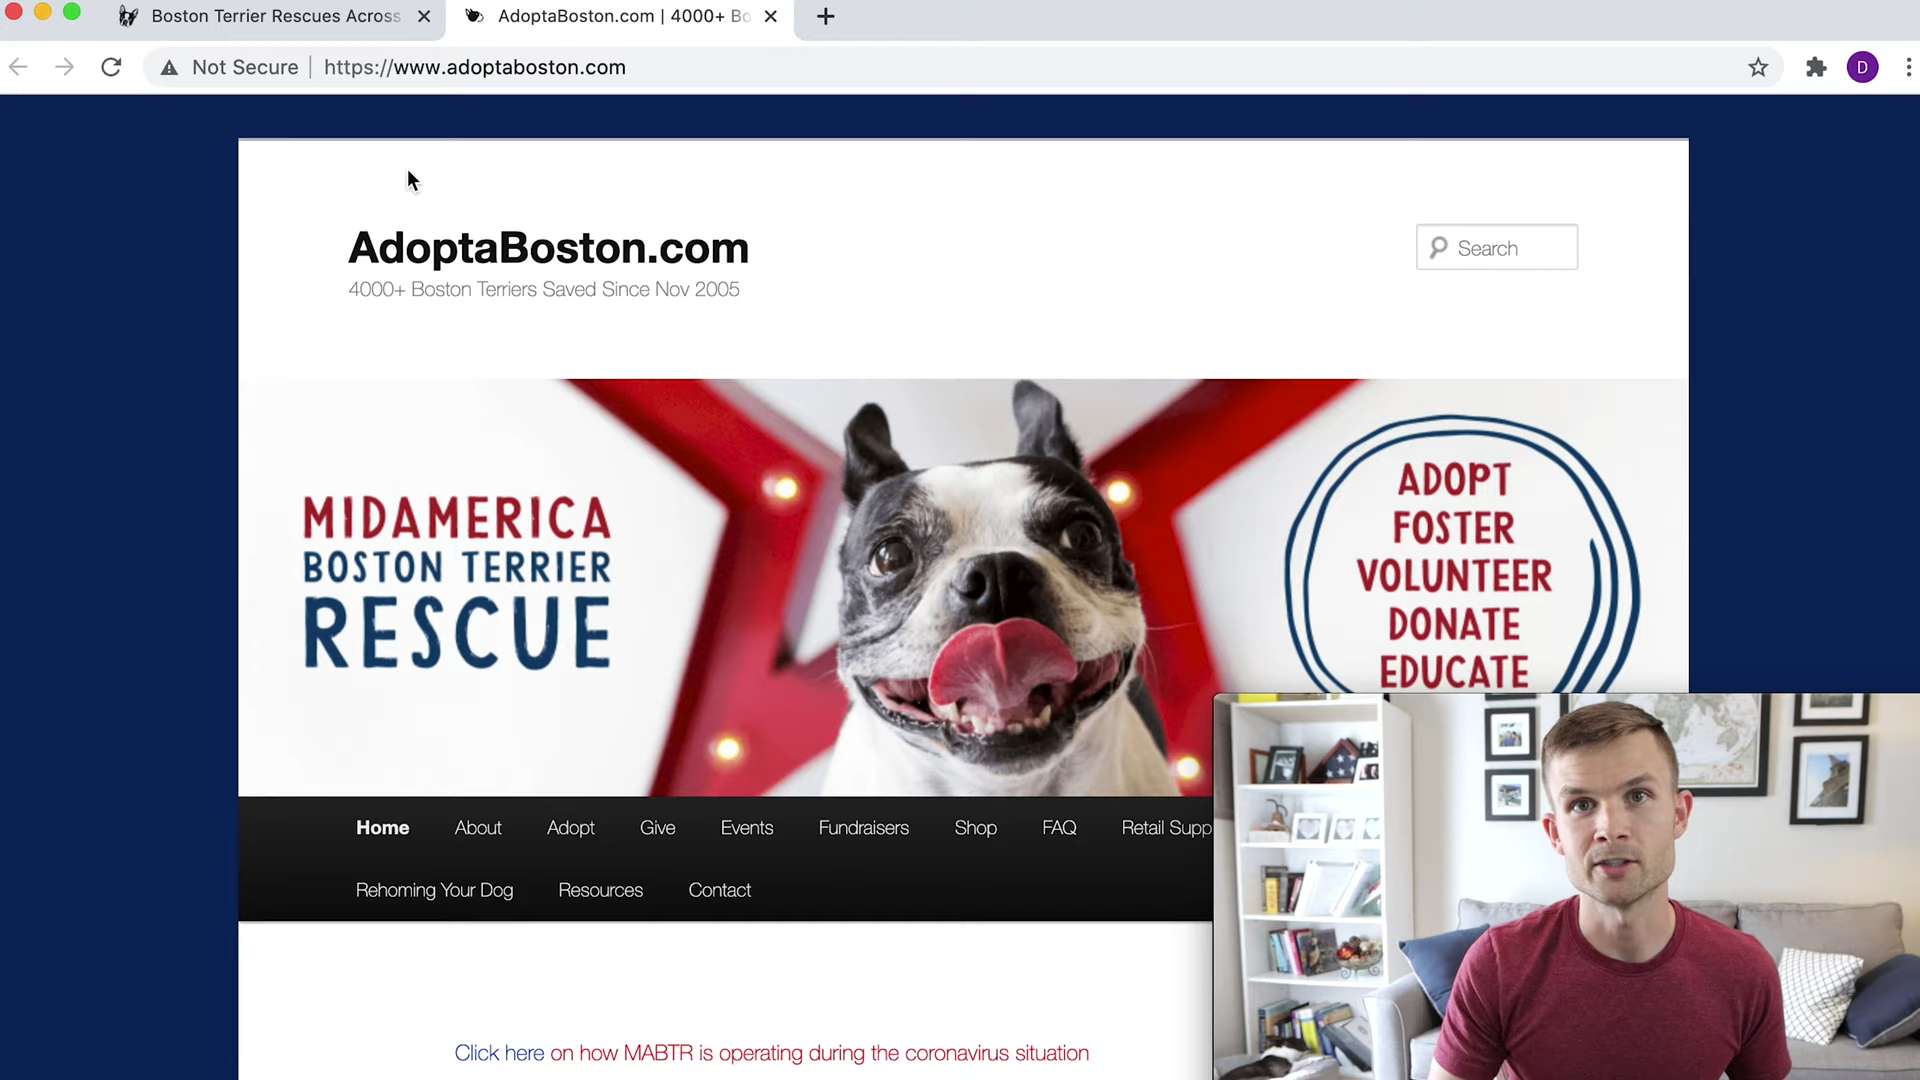 Boston Terrier Rescues Across
AdoptaBoston.com | 4000+ Bo
Not Secure
https://www.adoptaboston.com
D
AdoptaBoston.com
Search
4000+ Boston Terriers Saved Since Nov 2005
MIDAMERICA
BOSTON TERRIER
RESCUE
ADOPT
FOSTER
VOLUNTEER
DONATE
EDUCATE
Home About Adopt Give Events Fundraisers Shop FAQ Retail Supp
Rehoming Your Dog Resources Contact
Click here on how MABTR is operating during the coronavirus situation